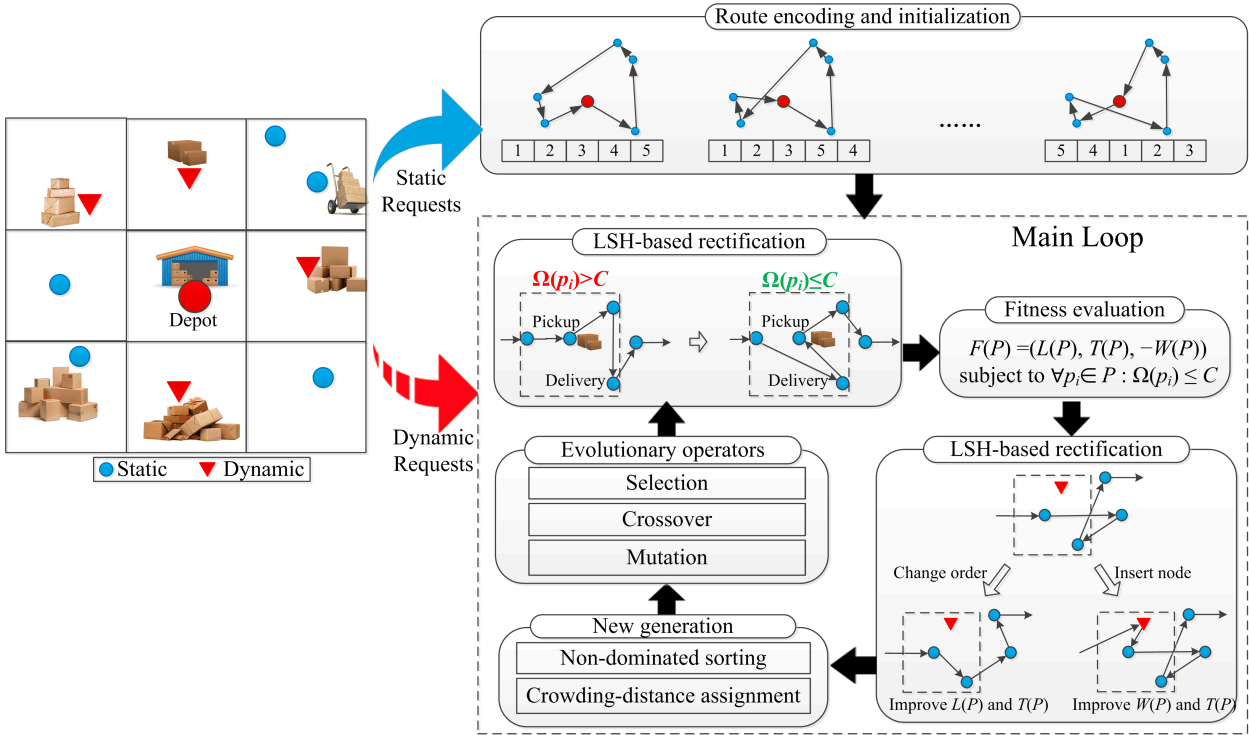 Route encoding and initialization
1 2 3 4 5
1 2 3 5 4
......
5 4 1 2 3
Static
Requests
Depot
Static Dynamic
Dynamic
Requests
Main Loop
LSH-based rectification
Ω(pᵢ)>C
Ω(pᵢ)≤C
Pickup
Delivery
Pickup
Delivery
Fitness evaluation
F(P) =(L(P), T(P), −W(P))
subject to ∀pᵢ∈ P : Ω(pᵢ) ≤ C
LSH-based rectification
Change order
Insert node
Improve L(P) and T(P)
Improve W(P) and T(P)
New generation
Non-dominated sorting
Crowding-distance assignment
Evolutionary operators
Selection
Crossover
Mutation